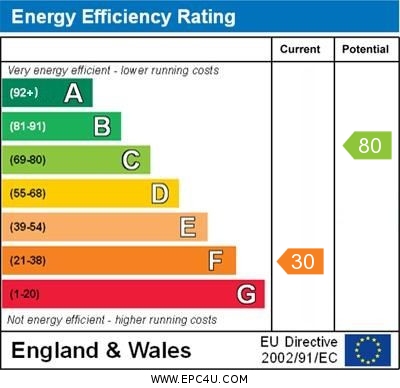 Energy Efficiency Rating
Current Potential
Very energy efficient - lower running costs
(92+) A
(81-91) B
(69-80) C
80
(55-68) D
(39-54) E
(21-38) F
30
(1-20) G
Not energy efficient - higher running costs
England & Wales
EU Directive
2002/91/EC
WWW.EPC4U.COM